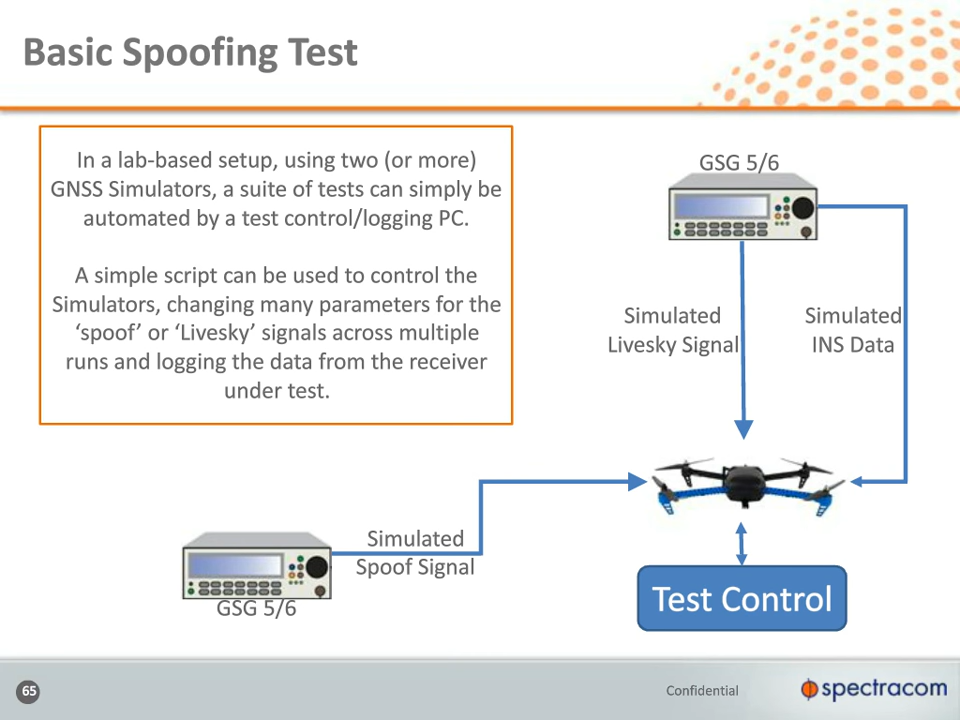 Basic Spoofing Test
In a lab-based setup, using two (or more)
GNSS Simulators, a suite of tests can simply be
automated by a test control/logging PC.
A simple script can be used to control the
Simulators, changing many parameters for the
‘spoof’ or ‘Livesky’ signals across multiple
runs and logging the data from the receiver
under test.
GSG 5/6
Simulated
Livesky Signal
Simulated
INS Data
Simulated
Spoof Signal
GSG 5/6
Test Control
65
Confidential
spectracom